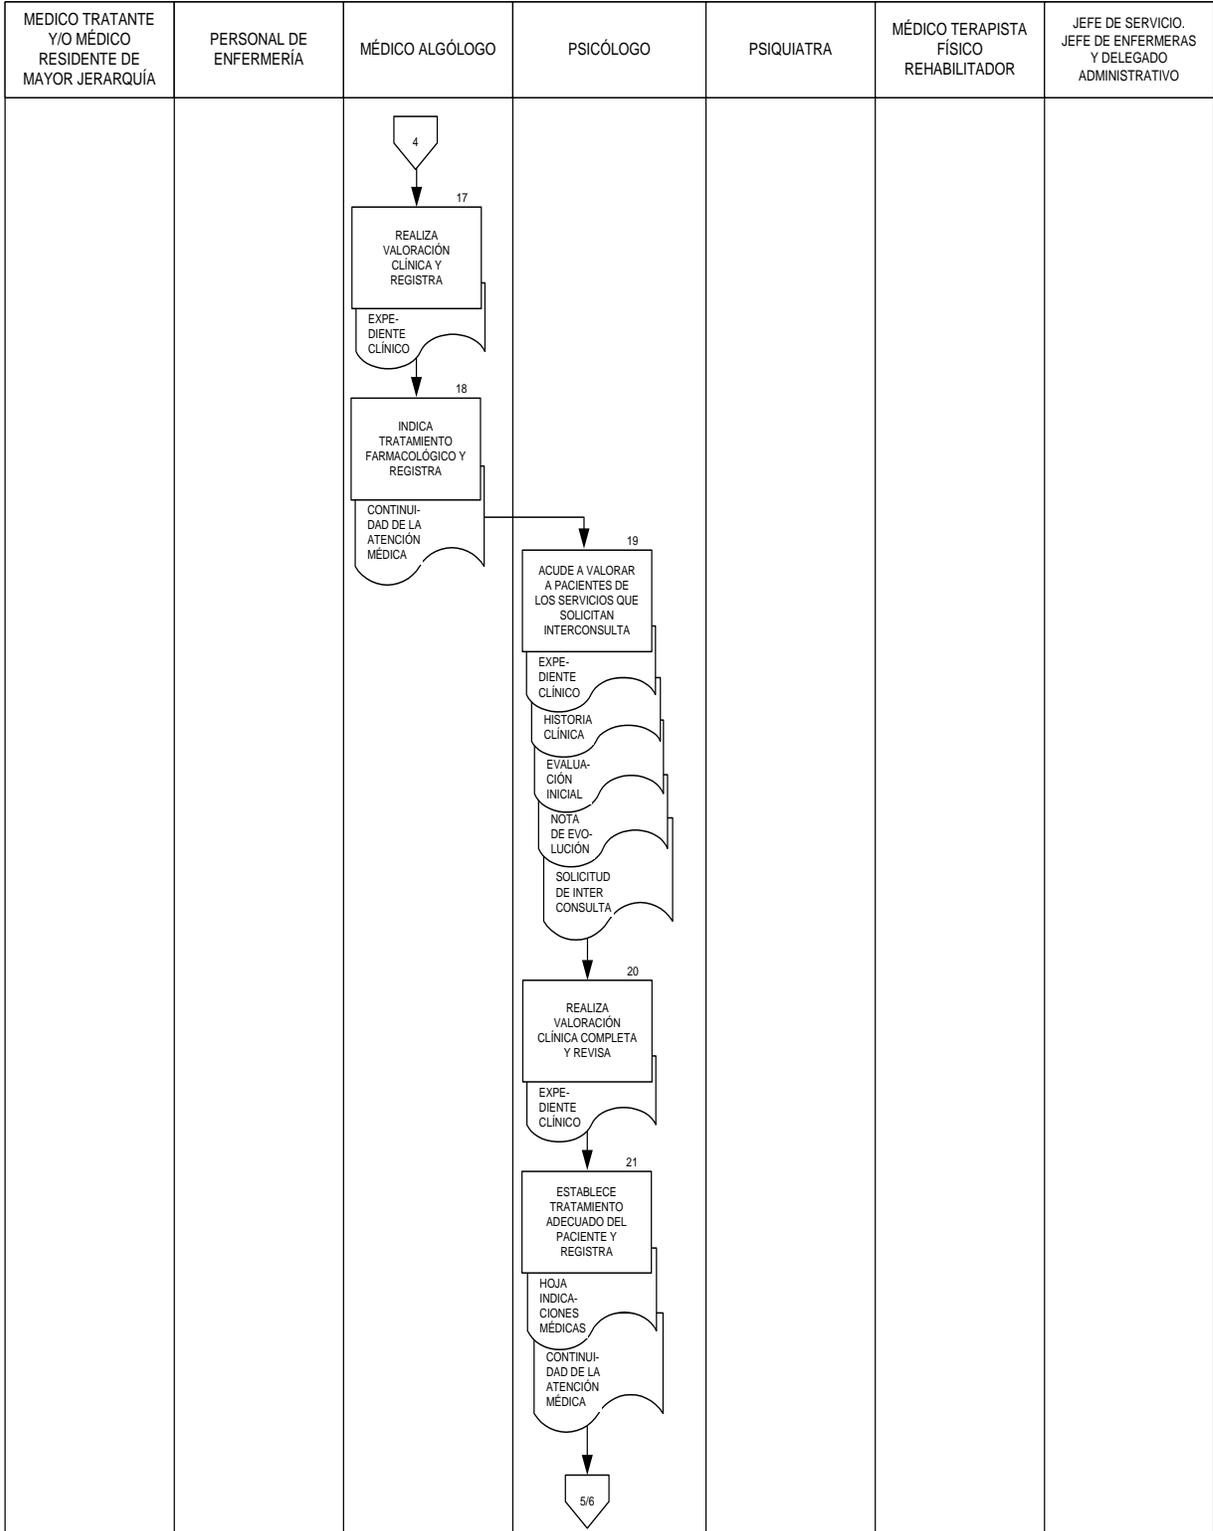 MEDICO TRATANTE
Y/O MÉDICO
RESIDENTE DE
MAYOR JERARQUÍA
PERSONAL DE
ENFERMERÍA
MÉDICO ALGÓLOGO
PSICÓLOGO
PSIQUIATRA
MÉDICO TERAPISTA
FÍSICO
REHABILITADOR
JEFE DE SERVICIO.
JEFE DE ENFERMERAS
Y DELEGADO
ADMINISTRATIVO
4
17
REALIZA
VALORACIÓN
CLÍNICA Y
REGISTRA
EXPE-
DIENTE
CLÍNICO
18
INDICA
TRATAMIENTO
FARMACOLÓGICO Y
REGISTRA
CONTINUI-
DAD DE LA
ATENCIÓN
MÉDICA
19
ACUDE A VALORAR
A PACIENTES DE
LOS SERVICIOS QUE
SOLICITAN
INTERCONSULTA
EXPE-
DIENTE
CLÍNICO
HISTORIA
CLÍNICA
EVALUA-
CIÓN
INICIAL
NOTA
DE EVO-
LUCIÓN
SOLICITUD
DE INTER
CONSULTA
20
REALIZA
VALORACIÓN
CLÍNICA COMPLETA
Y REVISA
EXPE-
DIENTE
CLÍNICO
21
ESTABLECE
TRATAMIENTO
ADECUADO DEL
PACIENTE Y
REGISTRA
HOJA
INDICA-
CIONES
MÉDICAS
CONTINUI-
DAD DE LA
ATENCIÓN
MÉDICA
5/6